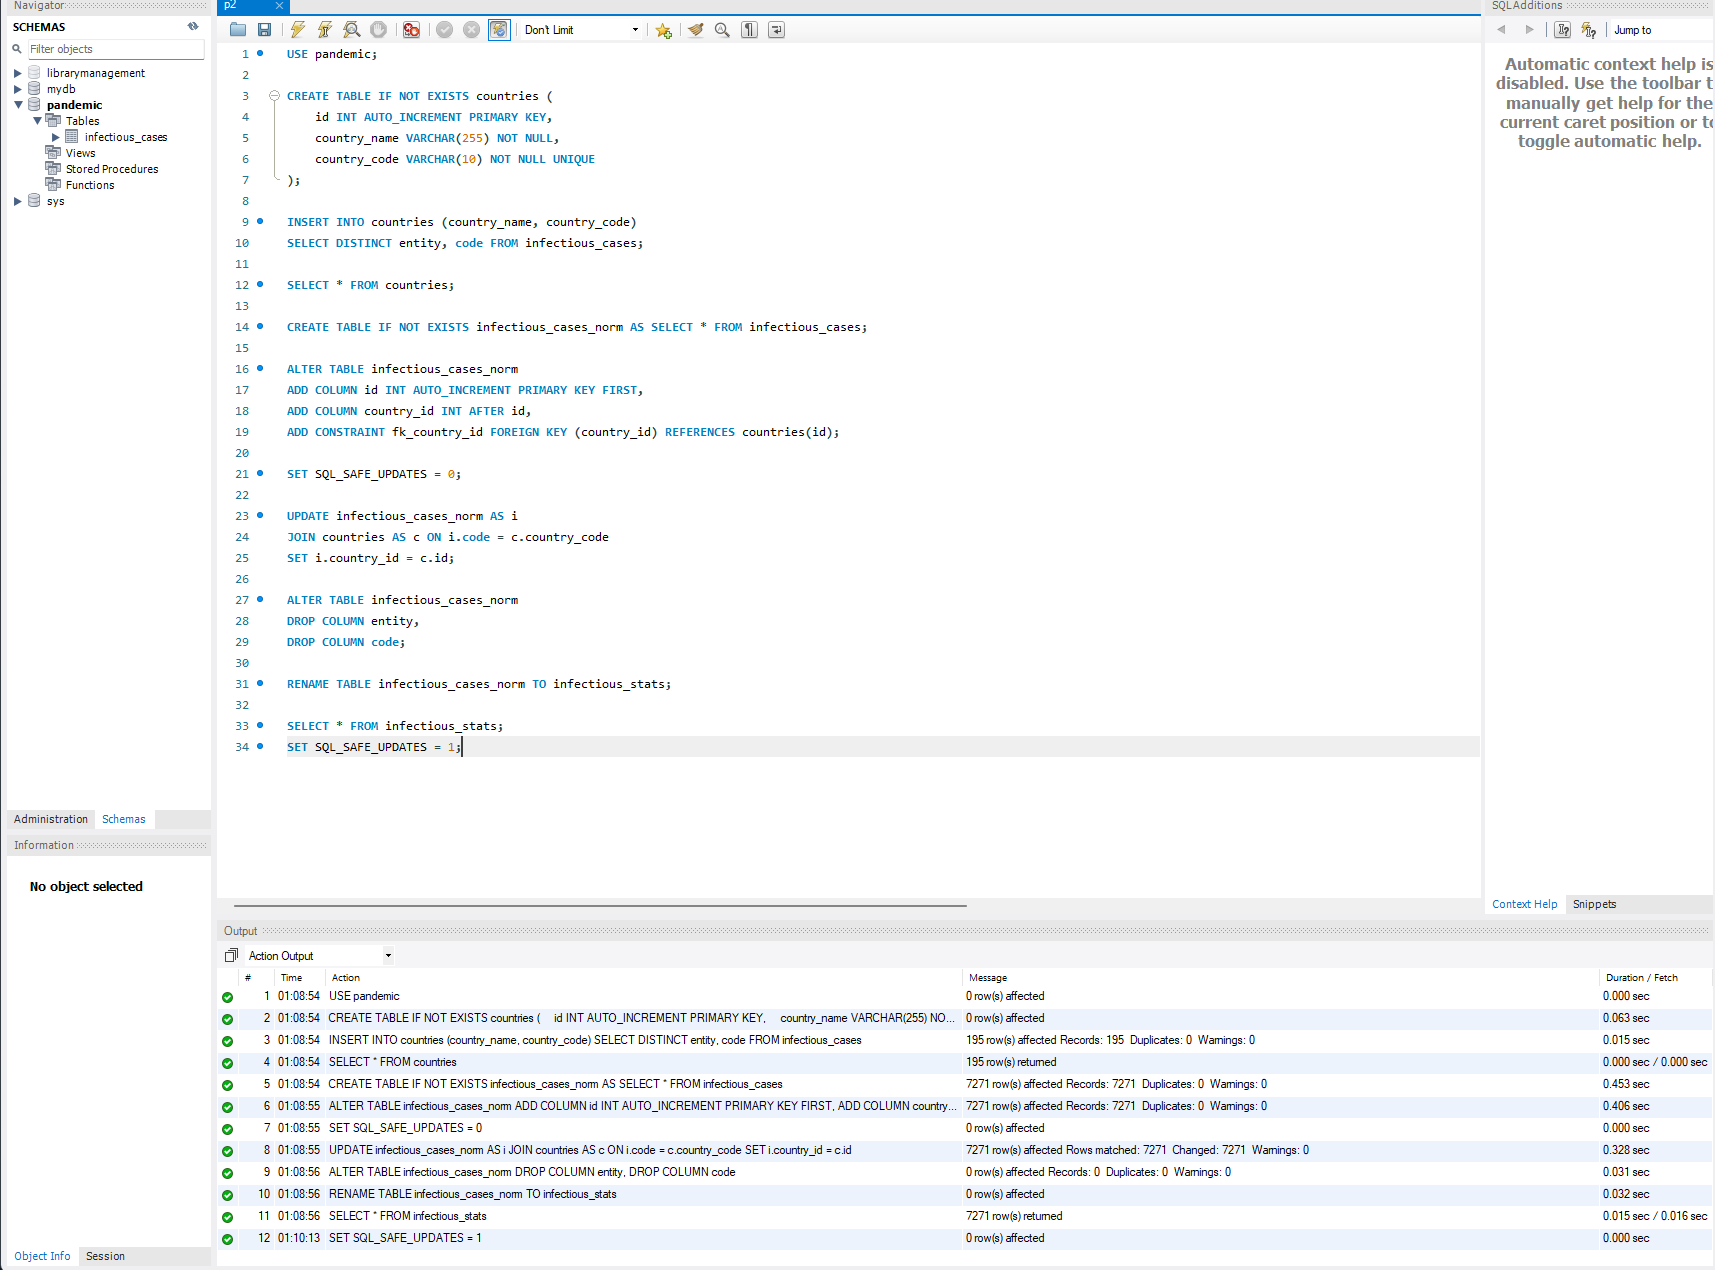 Navigator
SCHEMAS
Filter objects
librarymanagement
mydb
pandemic
Tables
infectious_cases
Views
Stored Procedures
Functions
sys
Administration Schemas
Information
No object selected
Object Info Session
p2
Don't Limit
1 USE pandemic;
2
3 CREATE TABLE IF NOT EXISTS countries (
4 id INT AUTO_INCREMENT PRIMARY KEY,
5 country_name VARCHAR(255) NOT NULL,
6 country_code VARCHAR(10) NOT NULL UNIQUE
7 );
8
9 INSERT INTO countries (country_name, country_code)
10 SELECT DISTINCT entity, code FROM infectious_cases;
11
12 SELECT * FROM countries;
13
14 CREATE TABLE IF NOT EXISTS infectious_cases_norm AS SELECT * FROM infectious_cases;
15
16 ALTER TABLE infectious_cases_norm
17 ADD COLUMN id INT AUTO_INCREMENT PRIMARY KEY FIRST,
18 ADD COLUMN country_id INT AFTER id,
19 ADD CONSTRAINT fk_country_id FOREIGN KEY (country_id) REFERENCES countries(id);
20
21 SET SQL_SAFE_UPDATES = 0;
22
23 UPDATE infectious_cases_norm AS i
24 JOIN countries AS c ON i.code = c.country_code
25 SET i.country_id = c.id;
26
27 ALTER TABLE infectious_cases_norm
28 DROP COLUMN entity,
29 DROP COLUMN code;
30
31 RENAME TABLE infectious_cases_norm TO infectious_stats;
32
33 SELECT * FROM infectious_stats;
34 SET SQL_SAFE_UPDATES = 1;
SQLAdditions
Jump to
Automatic context help is
disabled. Use the toolbar t
manually get help for the
current caret position or to
toggle automatic help.
Context Help Snippets
Output
Action Output
# Time Action Message Duration / Fetch
1 01:08:54 USE pandemic 0 row(s) affected 0.000 sec
2 01:08:54 CREATE TABLE IF NOT EXISTS countries ( id INT AUTO_INCREMENT PRIMARY KEY, country_name VARCHAR(255) NO... 0 row(s) affected 0.063 sec
3 01:08:54 INSERT INTO countries (country_name, country_code) SELECT DISTINCT entity, code FROM infectious_cases 195 row(s) affected Records: 195 Duplicates: 0 Warnings: 0 0.015 sec
4 01:08:54 SELECT * FROM countries 195 row(s) returned 0.000 sec / 0.000 sec
5 01:08:54 CREATE TABLE IF NOT EXISTS infectious_cases_norm AS SELECT * FROM infectious_cases 7271 row(s) affected Records: 7271 Duplicates: 0 Warnings: 0 0.453 sec
6 01:08:55 ALTER TABLE infectious_cases_norm ADD COLUMN id INT AUTO_INCREMENT PRIMARY KEY FIRST, ADD COLUMN country... 7271 row(s) affected Records: 7271 Duplicates: 0 Warnings: 0 0.406 sec
7 01:08:55 SET SQL_SAFE_UPDATES = 0 0 row(s) affected 0.000 sec
8 01:08:55 UPDATE infectious_cases_norm AS i JOIN countries AS c ON i.code = c.country_code SET i.country_id = c.id 7271 row(s) affected Rows matched: 7271 Changed: 7271 Warnings: 0 0.328 sec
9 01:08:56 ALTER TABLE infectious_cases_norm DROP COLUMN entity, DROP COLUMN code 0 row(s) affected Records: 0 Duplicates: 0 Warnings: 0 0.031 sec
10 01:08:56 RENAME TABLE infectious_cases_norm TO infectious_stats 0 row(s) affected 0.032 sec
11 01:08:56 SELECT * FROM infectious_stats 7271 row(s) returned 0.015 sec / 0.016 sec
12 01:10:13 SET SQL_SAFE_UPDATES = 1 0 row(s) affected 0.000 sec